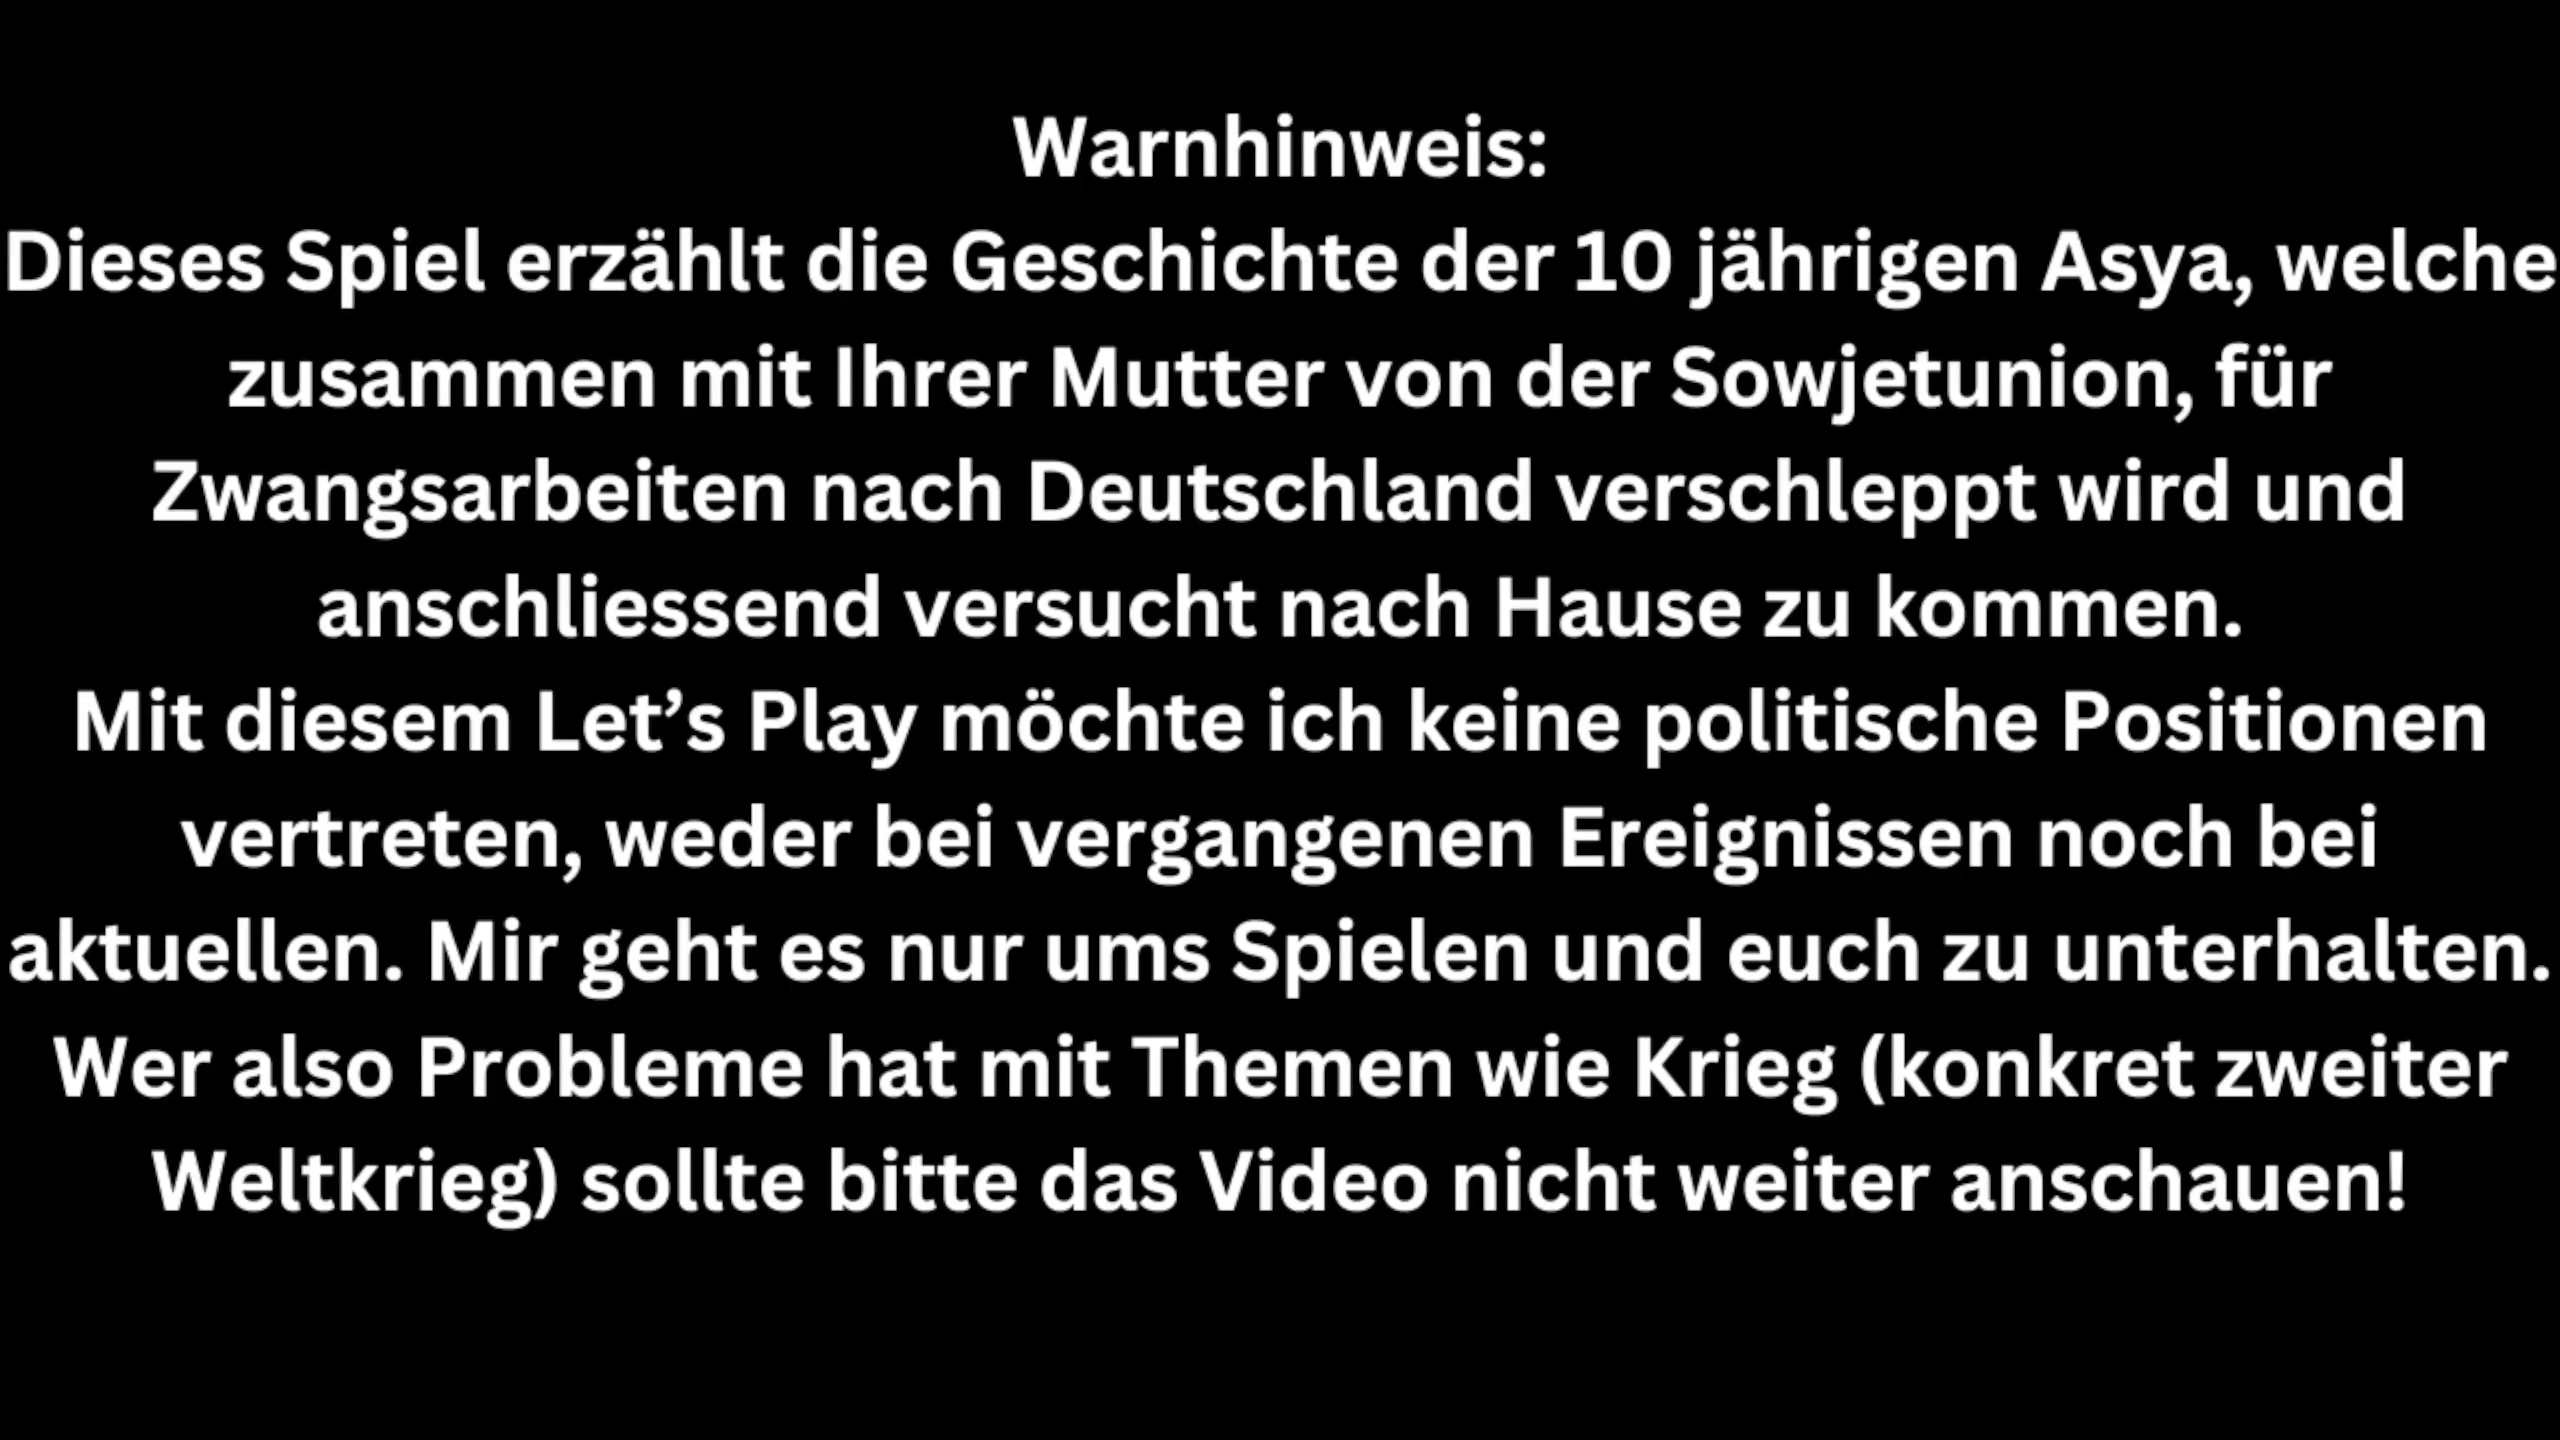 Warnhinweis:
Dieses Spiel erzählt die Geschichte der 10 jährigen Asya, welche
zusammen mit Ihrer Mutter von der Sowjetunion, für
Zwangsarbeiten nach Deutschland verschleppt wird und
anschliessend versucht nach Hause zu kommen.
Mit diesem Let’s Play möchte ich keine politische Positionen
vertreten, weder bei vergangenen Ereignissen noch bei
aktuellen. Mir geht es nur ums Spielen und euch zu unterhalten.
Wer also Probleme hat mit Themen wie Krieg (konkret zweiter
Weltkrieg) sollte bitte das Video nicht weiter anschauen!